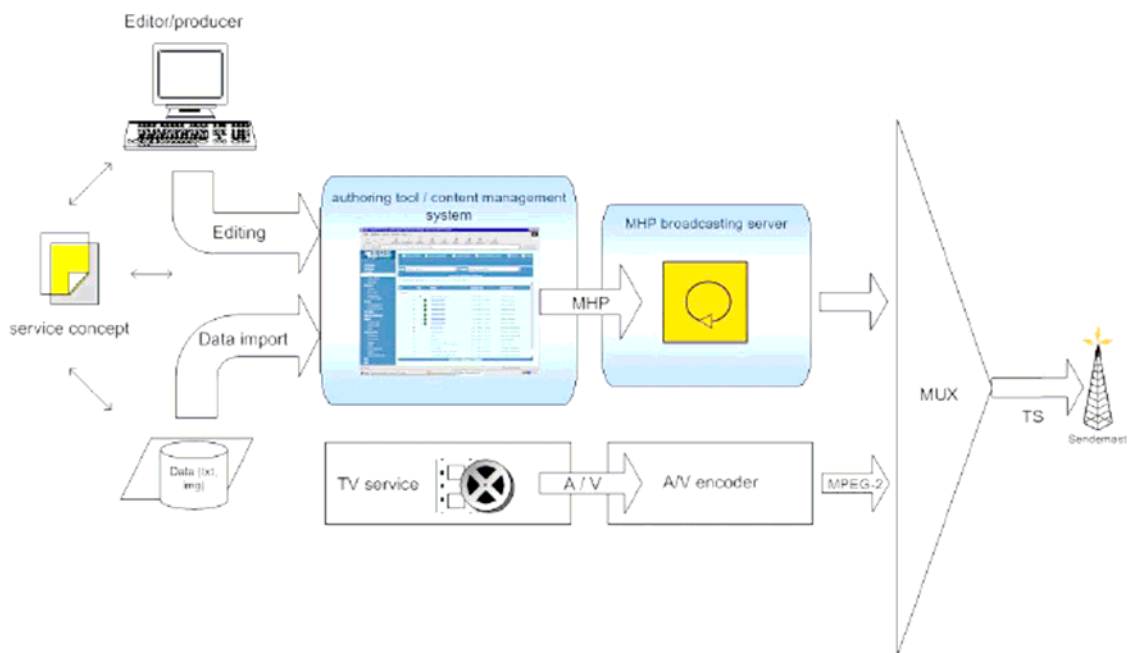 Editor/producer
authoring tool / content management
system
MHP broadcasting server
Editing
MHP
service concept
Data import
MUX
TS
Sendemast
Data (txt,
img)
TV service
A / V
A/V encoder
MPEG-2